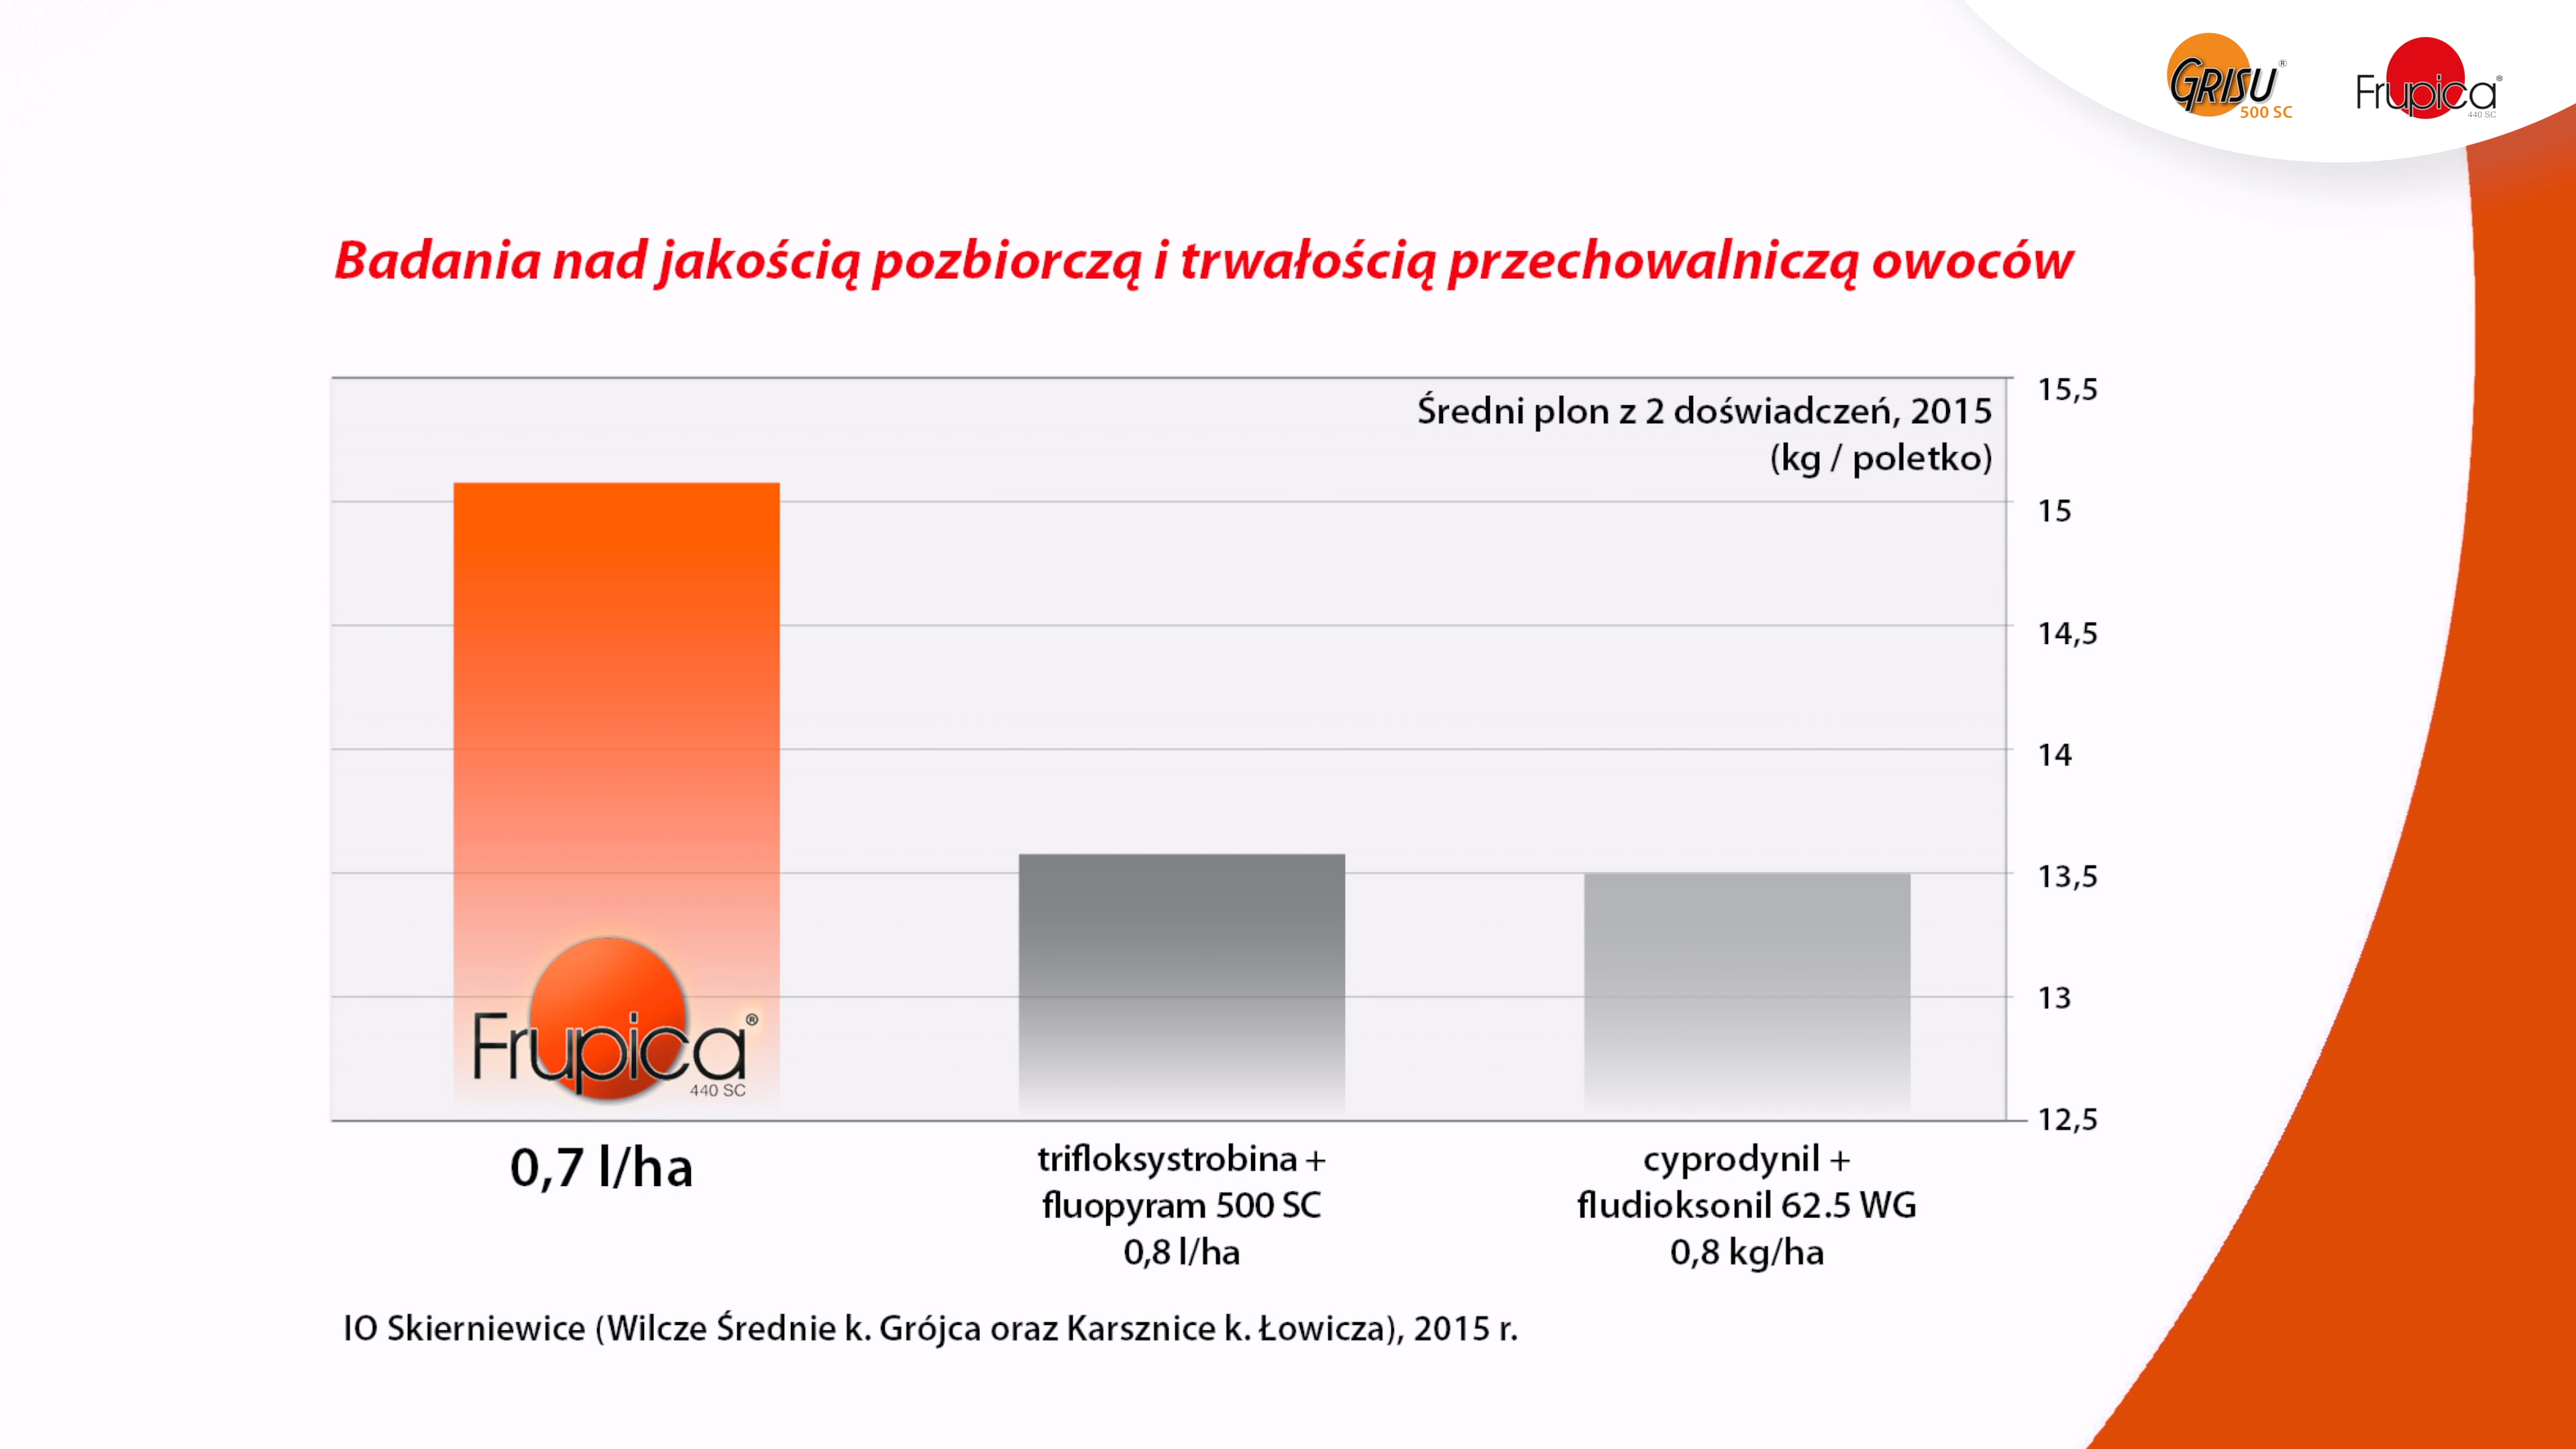 GRISU®
500 SC
Frupica®
440 SC
Badania nad jakością pozbiorczą i trwałością przechowalniczą owoców
Średni plon z 2 doświadczeń, 2015
(kg / poletko)
15,5
15
14,5
14
13,5
13
12,5
Frupica®
440 SC
0,7 l/ha
trifloksystrobina +
fluopyram 500 SC
0,8 l/ha
cyprodynil +
fludioksonil 62.5 WG
0,8 kg/ha
IO Skierniewice (Wilcze Średnie k. Grójca oraz Karsznice k. Łowicza), 2015 r.